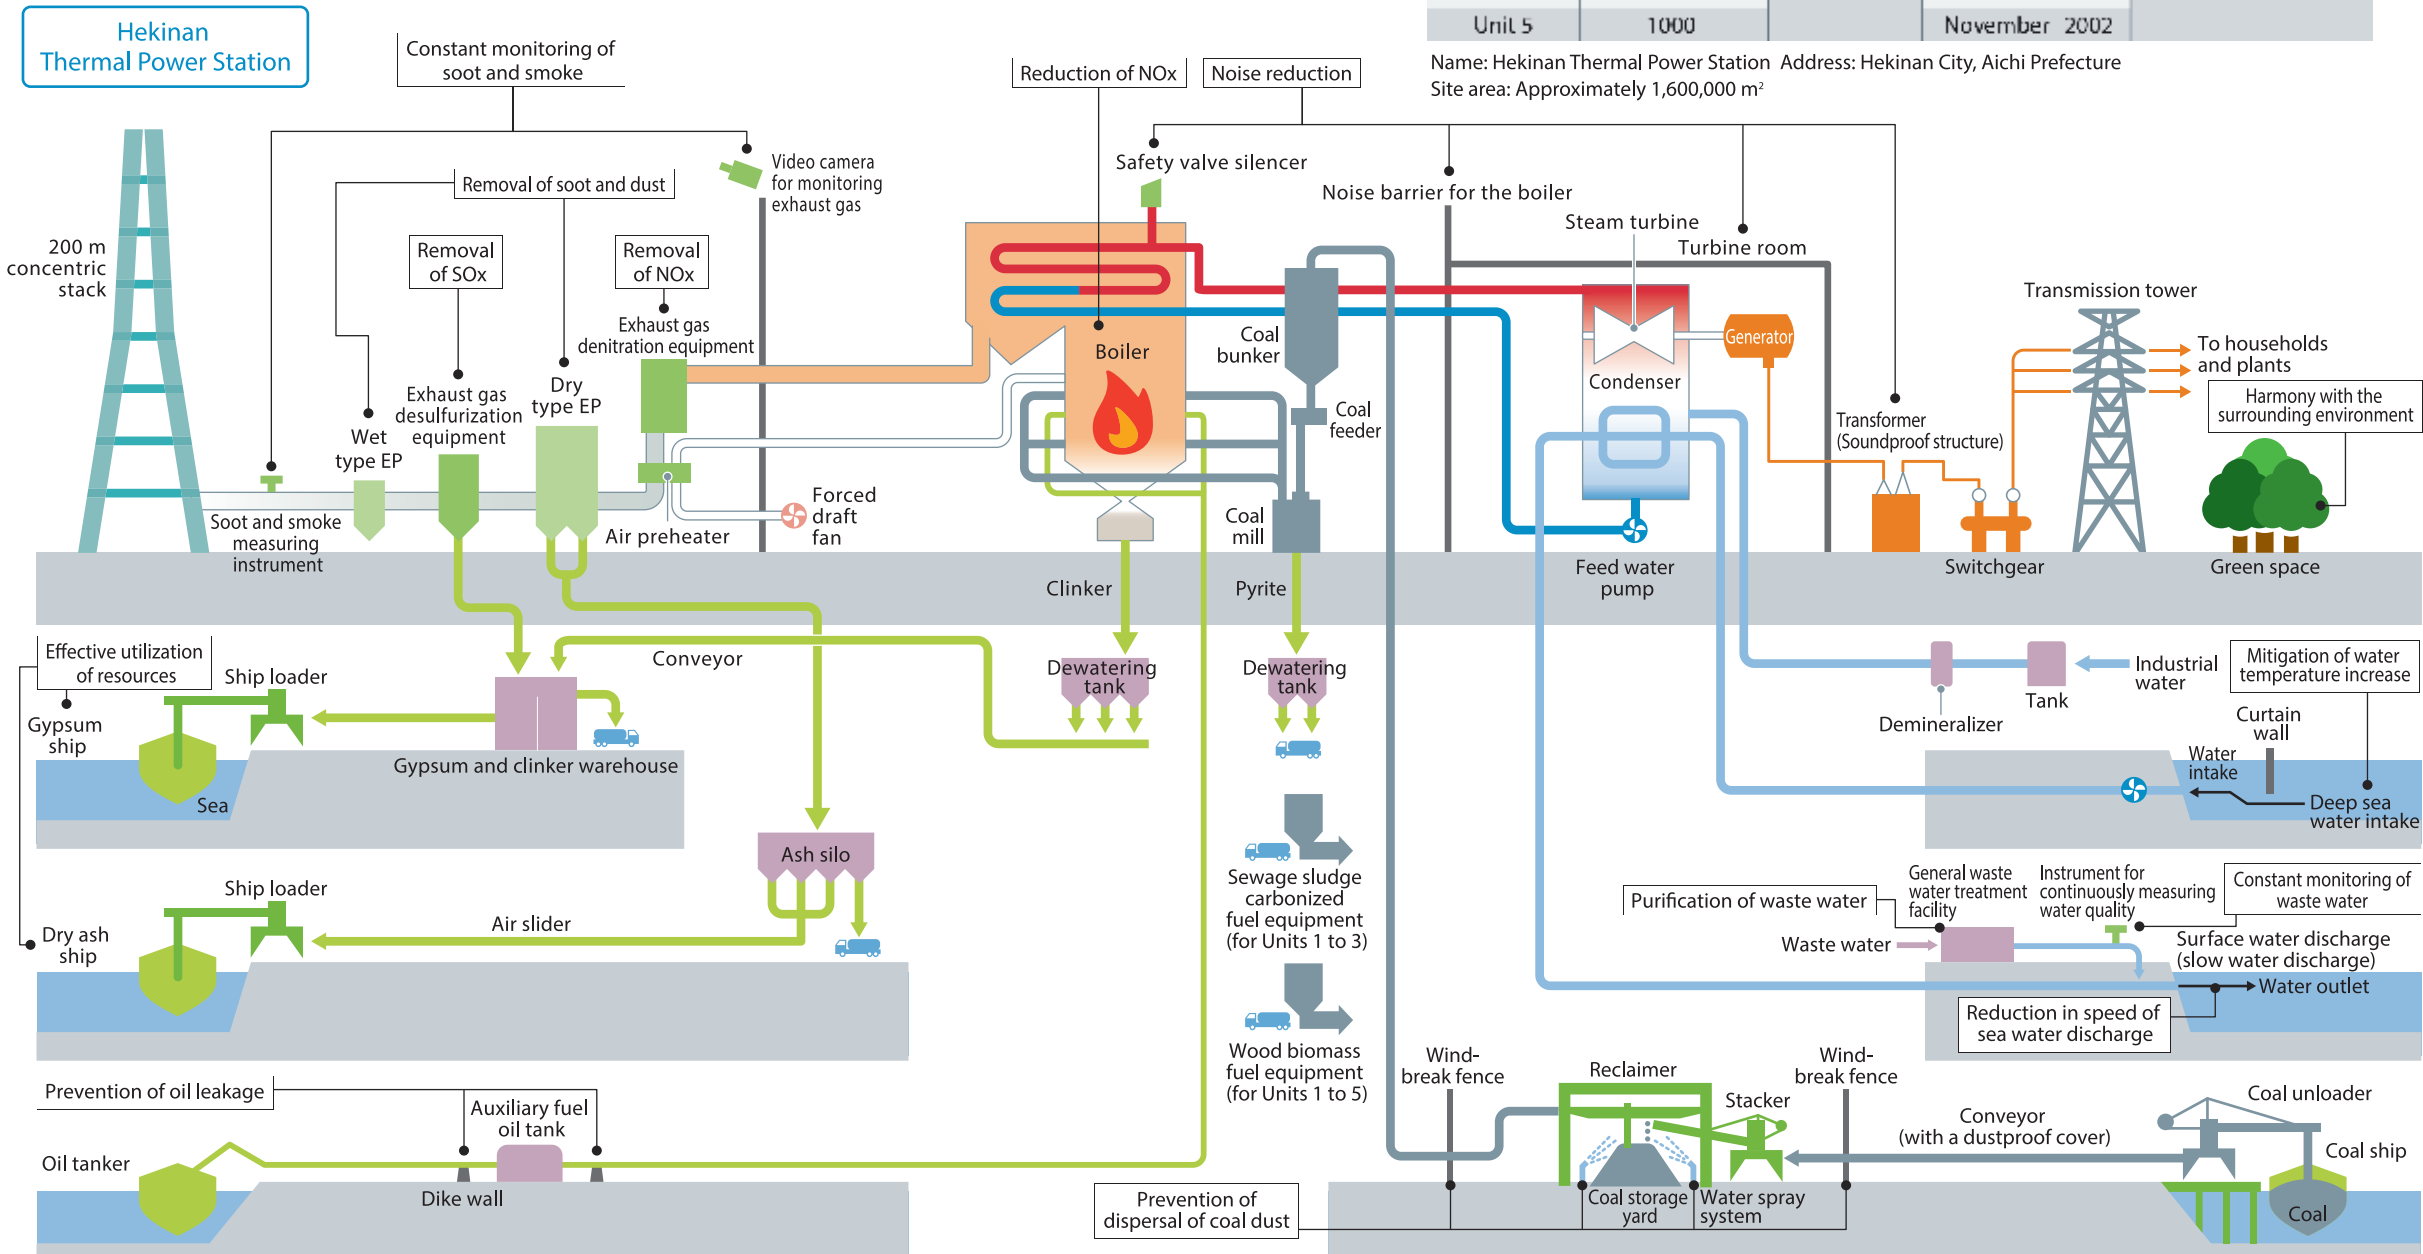 Hekinan
Thermal Power Station
Unit 5
1000
November 2002
Name: Hekinan Thermal Power Station Address: Hekinan City, Aichi Prefecture
Site area: Approximately 1,600,000 m²
Constant monitoring of
soot and smoke
Reduction of NOx
Noise reduction
Video camera
for monitoring
exhaust gas
Safety valve silencer
Removal of soot and dust
Noise barrier for the boiler
Steam turbine
Turbine room
200 m
concentric
stack
Removal
of SOx
Removal
of NOx
Exhaust gas
denitration equipment
Exhaust gas
desulfurization
equipment
Dry
type EP
Wet
type EP
Boiler
Coal
bunker
Coal
feeder
Condenser
Generator
Transmission tower
To households
and plants
Harmony with the
surrounding environment
Transformer
(Soundproof structure)
Soot and smoke
measuring
instrument
Air preheater
Forced
draft
fan
Coal
mill
Feed water
pump
Switchgear
Green space
Clinker
Pyrite
Effective utilization
of resources
Ship loader
Conveyor
Dewatering
tank
Dewatering
tank
Industrial
water
Tank
Demineralizer
Mitigation of water
temperature increase
Curtain
wall
Water
intake
Deep sea
water intake
Gypsum
ship
Sea
Gypsum and clinker warehouse
Ash silo
Ship loader
Air slider
Dry ash
ship
Sewage sludge
carbonized
fuel equipment
(for Units 1 to 3)
Wood biomass
fuel equipment
(for Units 1 to 5)
General waste
water treatment
facility
Instrument for
continuously measuring
water quality
Constant monitoring of
waste water
Purification of waste water
Waste water
Surface water discharge
(slow water discharge)
Water outlet
Reduction in speed of
sea water discharge
Prevention of oil leakage
Auxiliary fuel
oil tank
Oil tanker
Dike wall
Wind-
break fence
Reclaimer
Stacker
Wind-
break fence
Conveyor
(with a dustproof cover)
Coal unloader
Coal ship
Coal
Prevention of
dispersal of coal dust
Coal storage
yard
Water spray
system